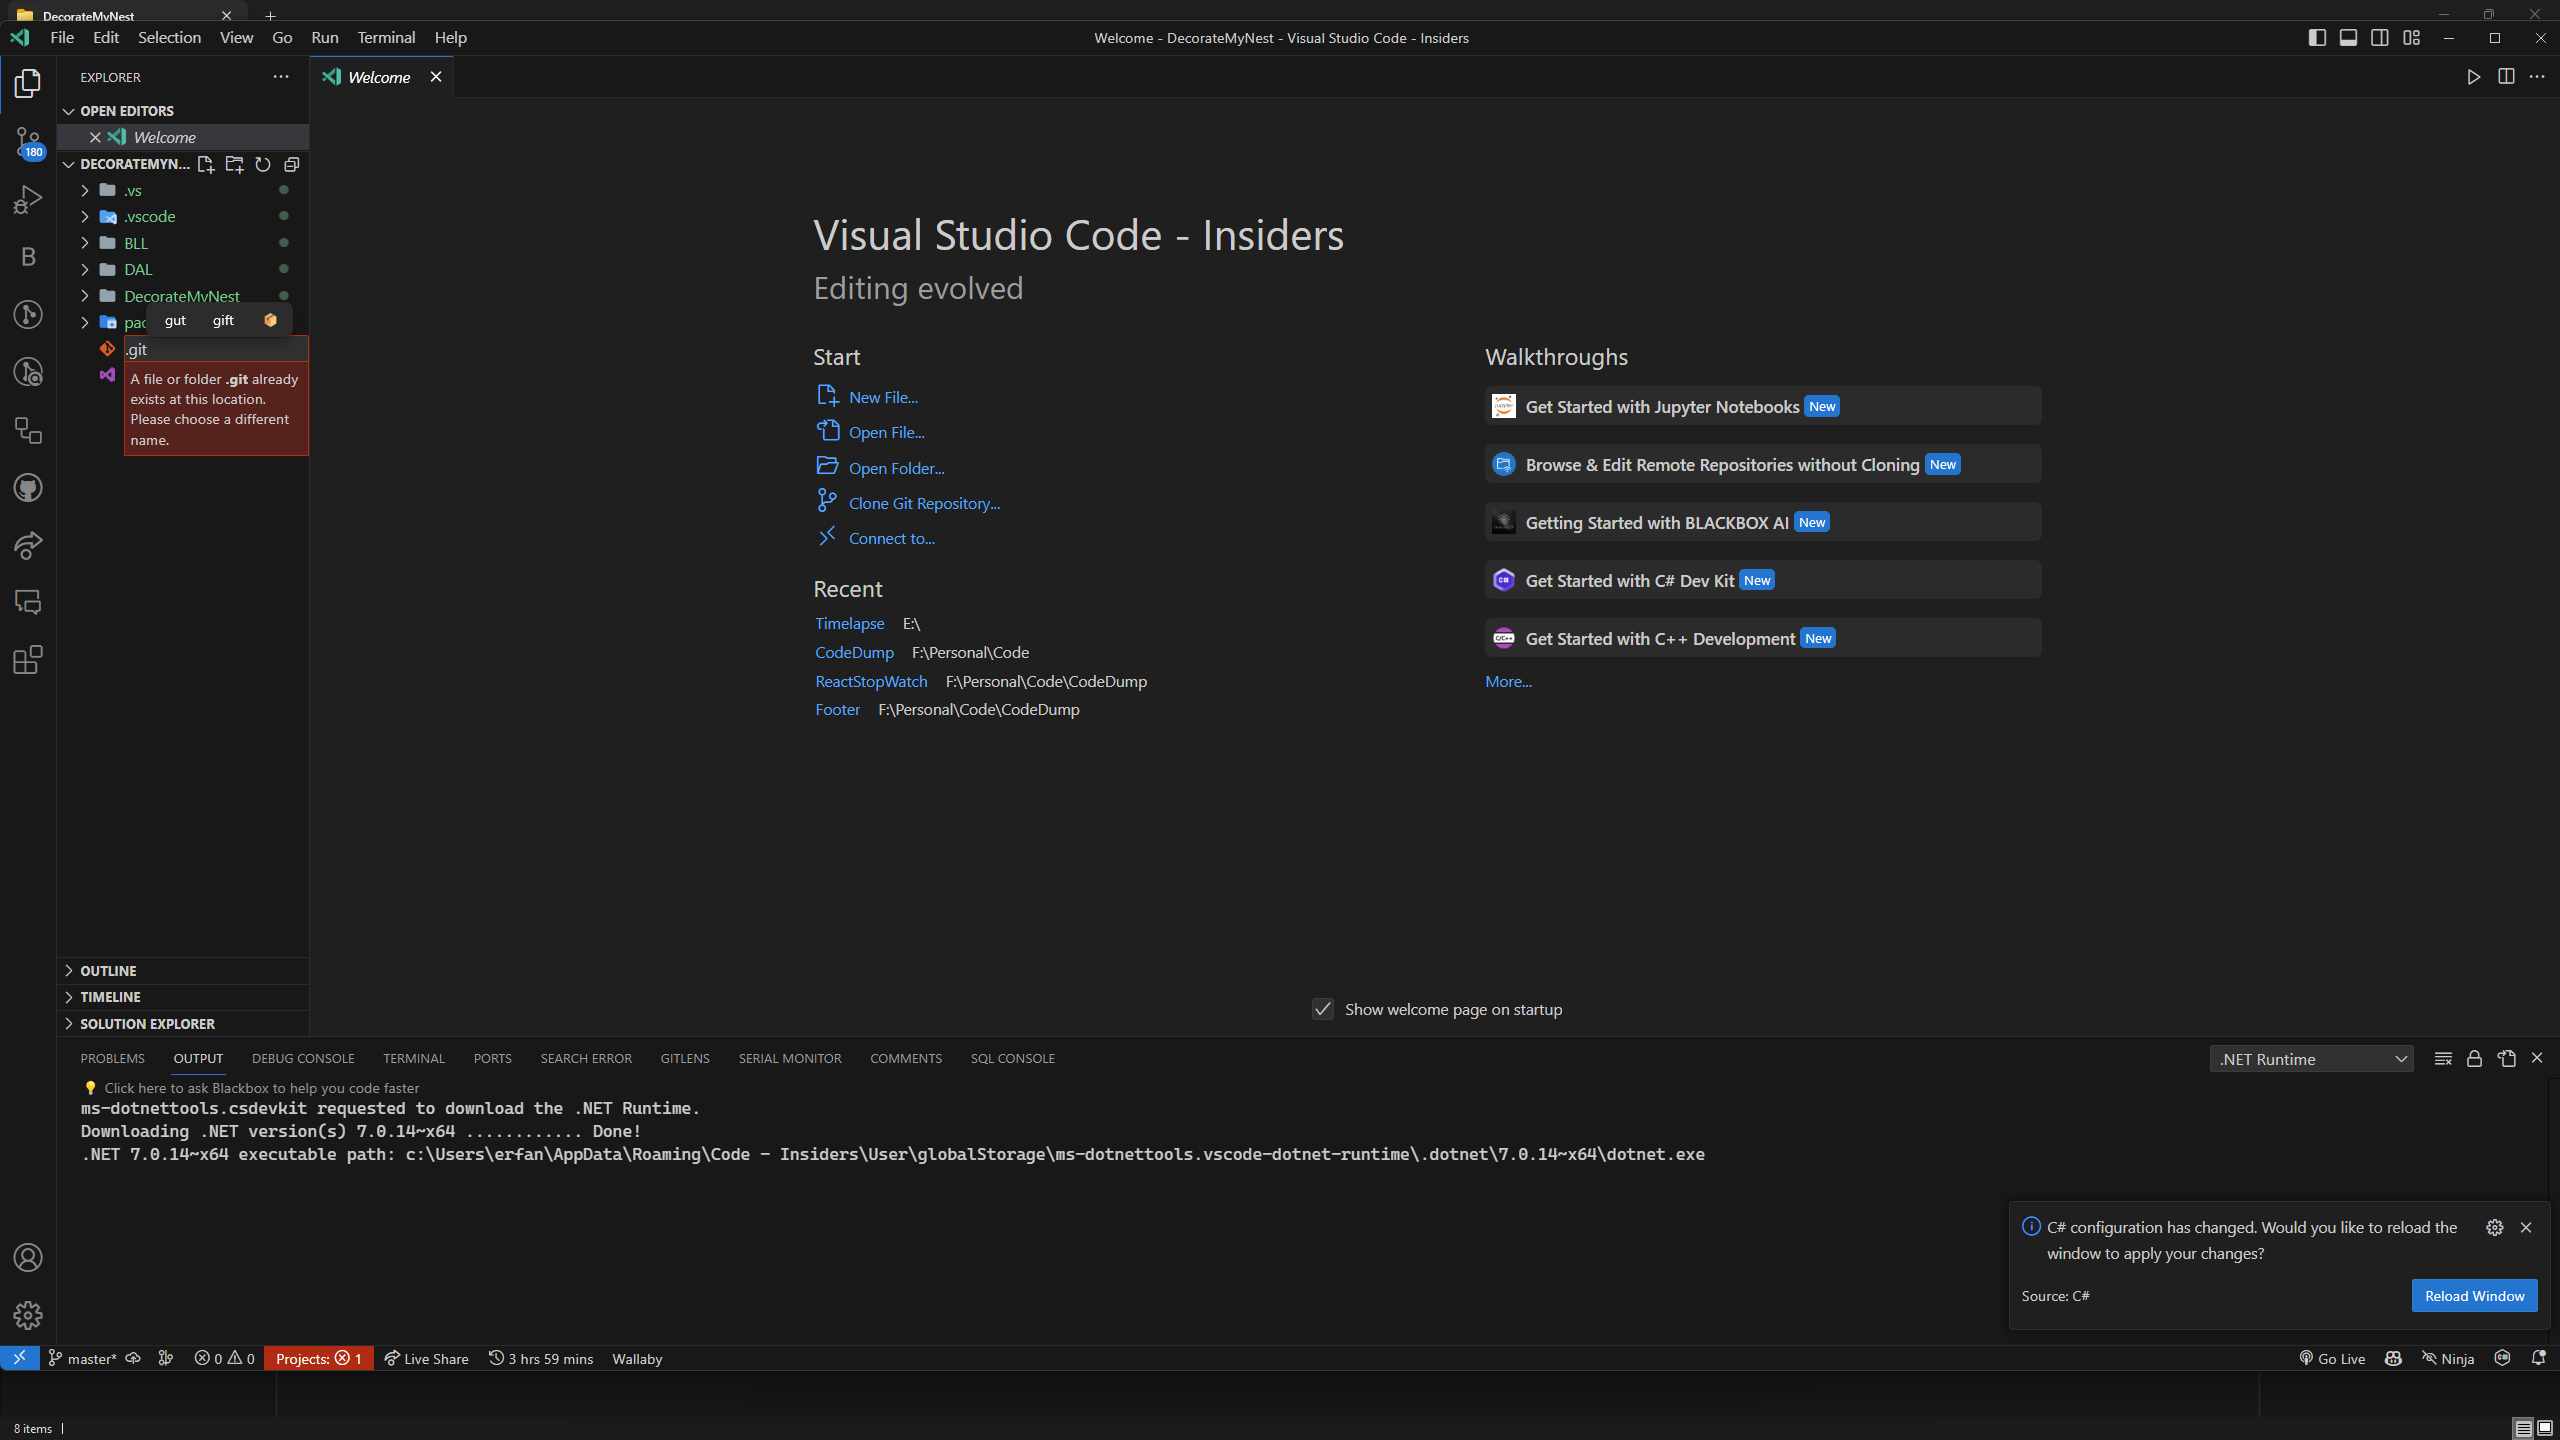 DecorateMyNest
File Edit Selection View Go Run Terminal Help
Welcome - DecorateMyNest - Visual Studio Code - Insiders
EXPLORER
Welcome
OPEN EDITORS
Welcome
DECORATEMYN...
.vs
.vscode
BLL
DAL
DecorateMyNest
pac
gut gift
.git
A file or folder .git already
exists at this location.
Please choose a different
name.
180
B
OUTLINE
TIMELINE
SOLUTION EXPLORER
Visual Studio Code - Insiders
Editing evolved
Start
New File...
Open File...
Open Folder...
Clone Git Repository...
Connect to...
Recent
Timelapse E:\
CodeDump F:\Personal\Code
ReactStopWatch F:\Personal\Code\CodeDump
Footer F:\Personal\Code\CodeDump
Walkthroughs
Get Started with Jupyter Notebooks New
Browse & Edit Remote Repositories without Cloning New
Getting Started with BLACKBOX AI New
Get Started with C# Dev Kit New
Get Started with C++ Development New
More...
Show welcome page on startup
PROBLEMS OUTPUT DEBUG CONSOLE TERMINAL PORTS SEARCH ERROR GITLENS SERIAL MONITOR COMMENTS SQL CONSOLE
.NET Runtime
Click here to ask Blackbox to help you code faster
ms-dotnettools.csdevkit requested to download the .NET Runtime.
Downloading .NET version(s) 7.0.14~x64 ............ Done!
.NET 7.0.14~x64 executable path: c:\Users\erfan\AppData\Roaming\Code - Insiders\User\globalStorage\ms-dotnettools.vscode-dotnet-runtime\.dotnet\7.0.14~x64\dotnet.exe
C# configuration has changed. Would you like to reload the
window to apply your changes?
Source: C#
Reload Window
master* 0 0 Projects: 1 Live Share 3 hrs 59 mins Wallaby
Go Live Ninja
8 items